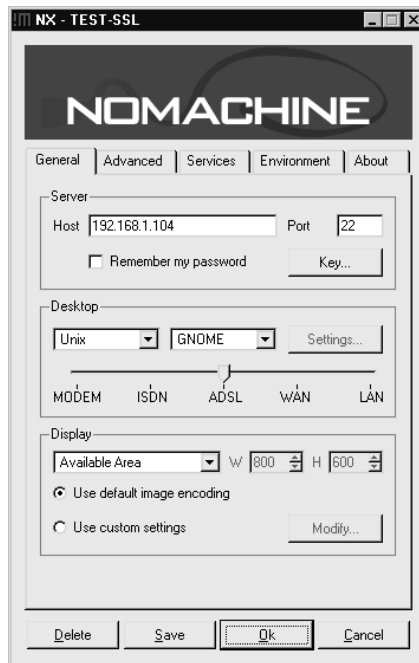 !M NX - TEST-SSL
NOMACHINE
General Advanced Services Environment About
Server
Host 192.168.1.104 Port 22
Remember my password Key...
Desktop
Unix GNOME Settings...
MODEM ISDN ADSL WAN LAN
Display
Available Area W 800 H 600
Use default image encoding
Use custom settings Modify...
Delete Save Ok Cancel